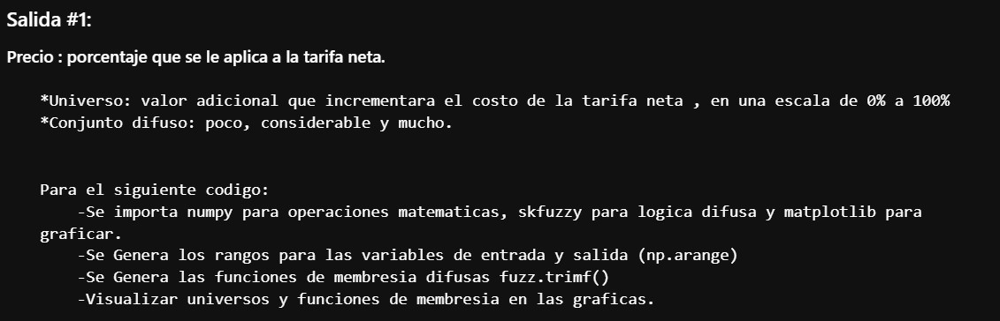 Salida #1:
Precio : porcentaje que se le aplica a la tarifa neta.
*Universo: valor adicional que incrementara el costo de la tarifa neta , en una escala de 0% a 100%
*Conjunto difuso: poco, considerable y mucho.
Para el siguiente codigo:
-Se importa numpy para operaciones matematicas, skfuzzy para logica difusa y matplotlib para
graficar.
-Se Genera los rangos para las variables de entrada y salida (np.arange)
-Se Genera las funciones de membresia difusas fuzz.trimf()
-Visualizar universos y funciones de membresia en las graficas.